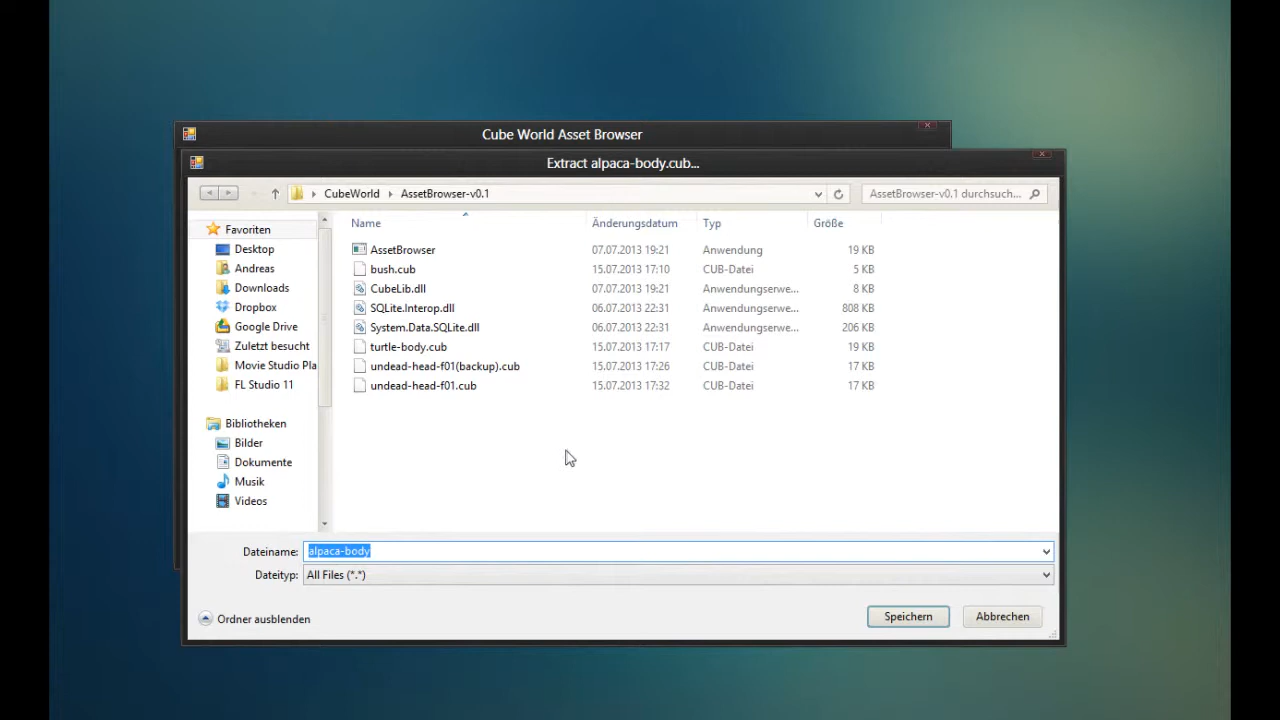 Cube World Asset Browser
Extract alpaca-body.cub...
CubeWorld AssetBrowser-v0.1 AssetBrowser-v0.1 durchsuch...
Favoriten
Desktop
Andreas
Downloads
Dropbox
Google Drive
Zuletzt besucht
Movie Studio Pla
FL Studio 11
Bibliotheken
Bilder
Dokumente
Musik
Videos
Name Änderungsdatum Typ Größe
AssetBrowser 07.07.2013 19:21 Anwendung 19 KB
bush.cub 15.07.2013 17:10 CUB-Datei 5 KB
CubeLib.dll 07.07.2013 19:21 Anwendungserwe... 8 KB
SQLite.Interop.dll 06.07.2013 22:31 Anwendungserwe... 808 KB
System.Data.SQLite.dll 06.07.2013 22:31 Anwendungserwe... 206 KB
turtle-body.cub 15.07.2013 17:17 CUB-Datei 19 KB
undead-head-f01(backup).cub 15.07.2013 17:26 CUB-Datei 17 KB
undead-head-f01.cub 15.07.2013 17:32 CUB-Datei 17 KB
Dateiname: alpaca-body
Dateityp: All Files (*.*)
Ordner ausblenden Speichern Abbrechen